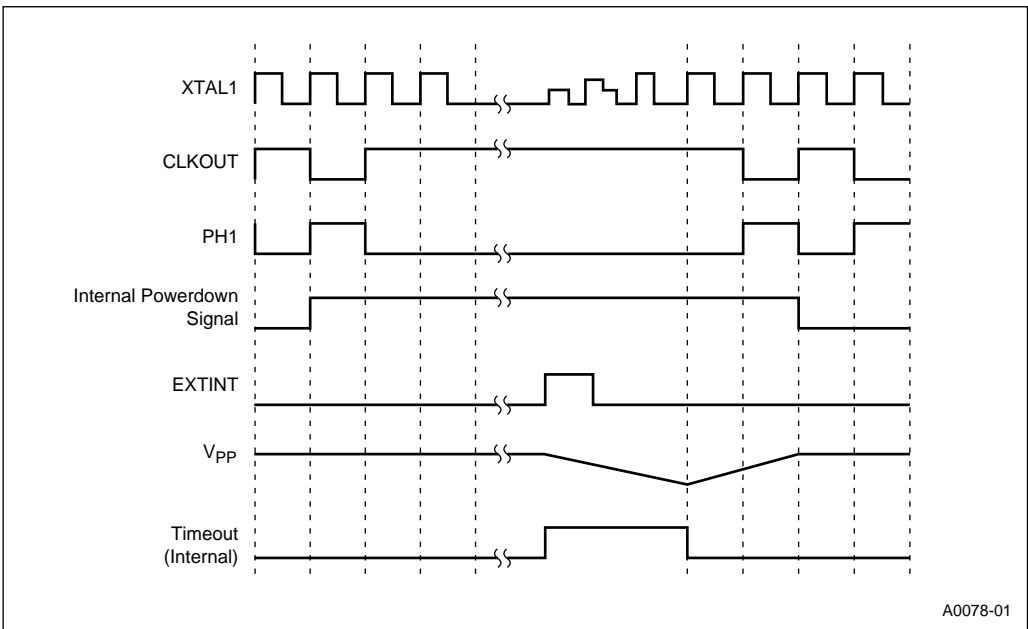 XTAL1
CLKOUT
PH1
Internal Powerdown
Signal
EXTINT
VPP
Timeout
(Internal)
A0078-01